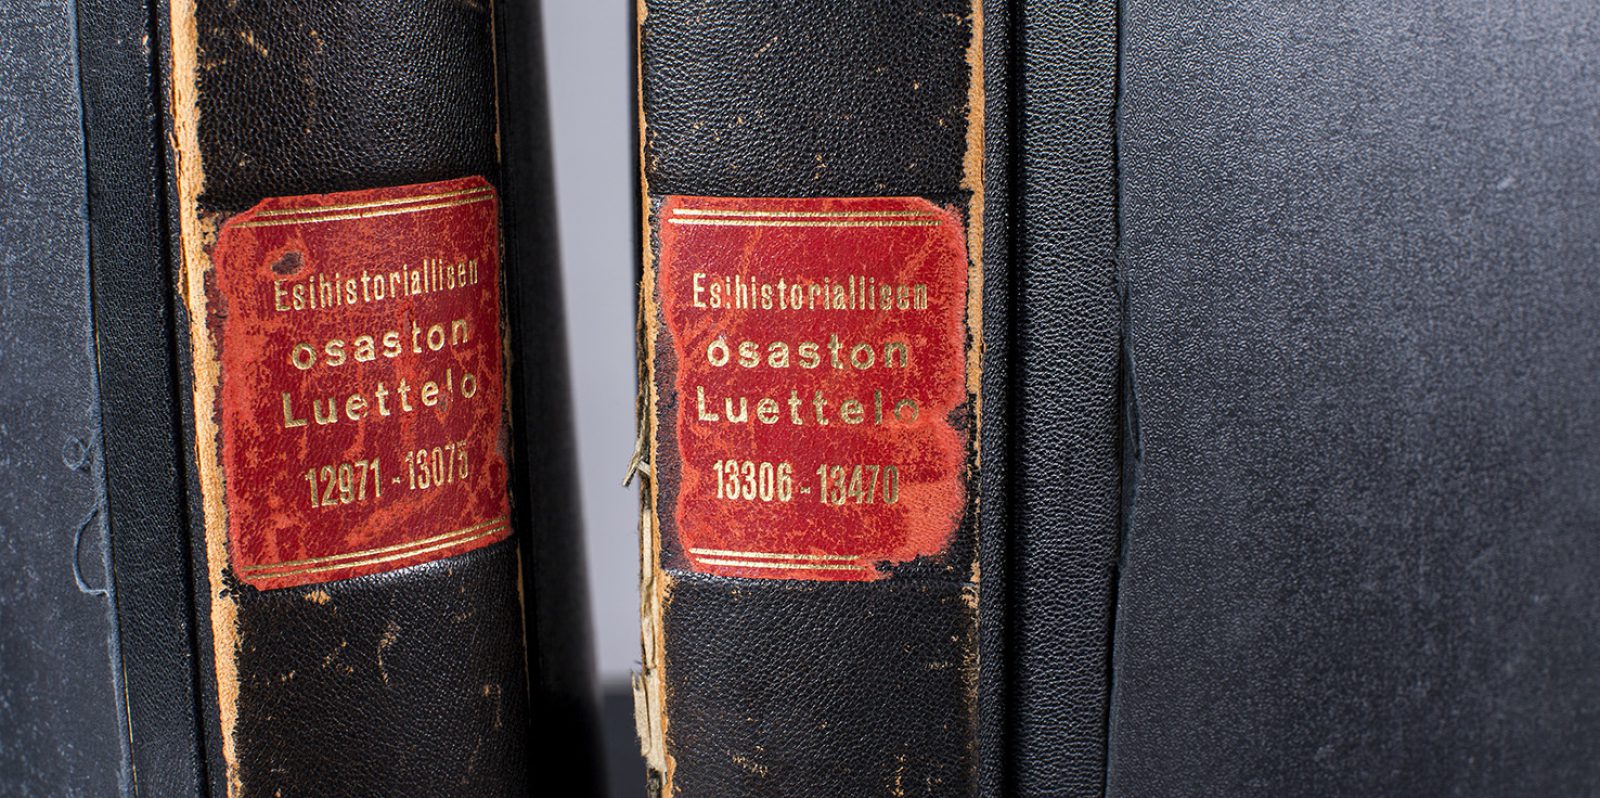 Esihistoriallisen
osaston
Luettelo
12971-13075
Esihistoriallisen
osaston
Luettelo
13306-13470